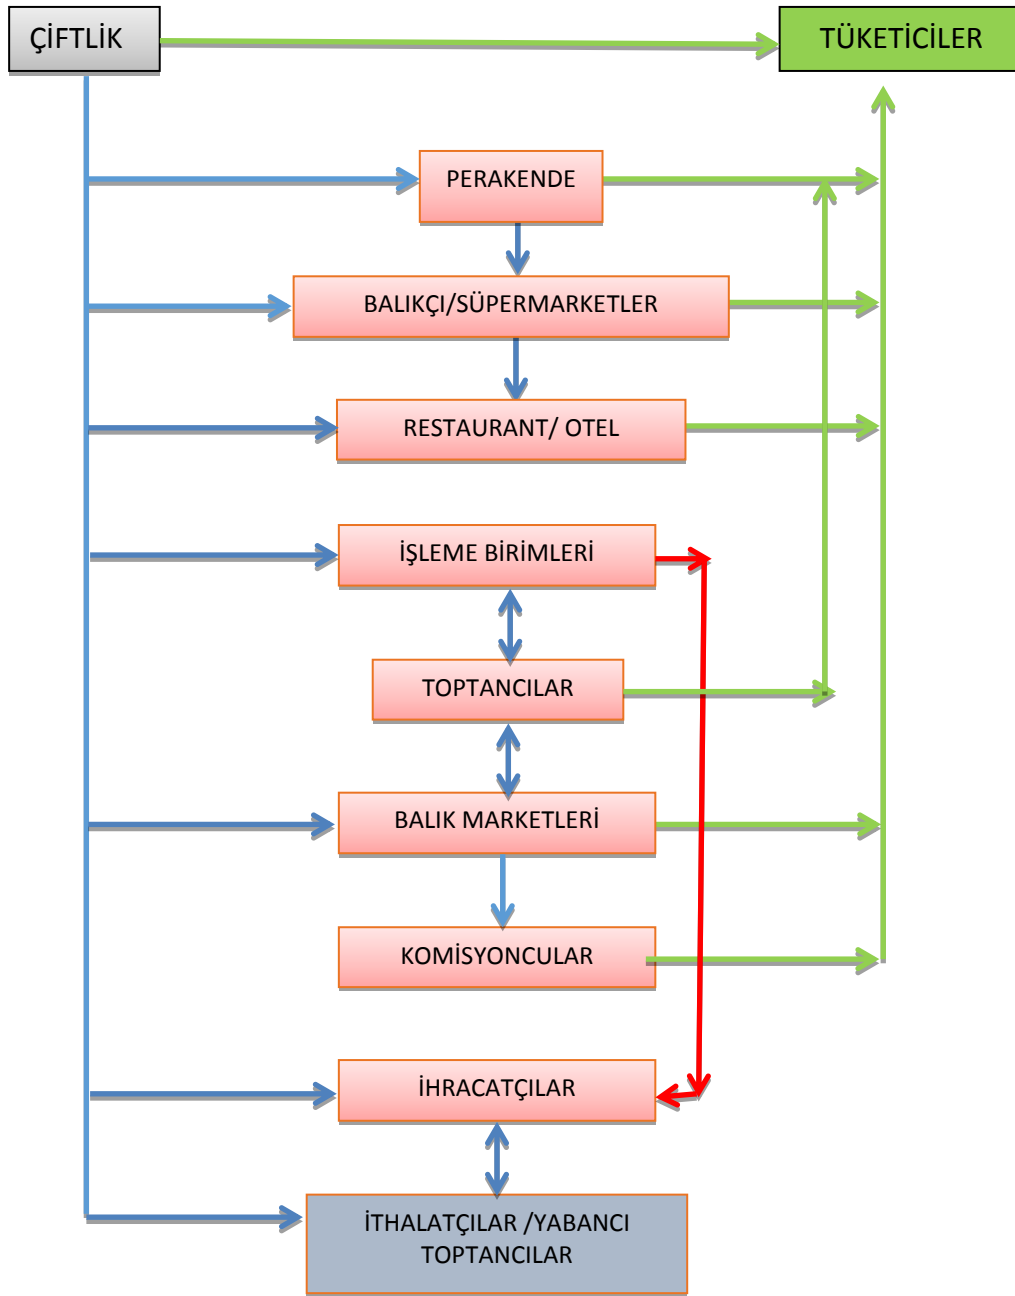 ÇİFTLİK
TÜKETİCİLER
PERAKENDE
BALIKÇI/SÜPERMARKETLER
RESTAURANT/ OTEL
İŞLEME BİRİMLERİ
TOPTANCILAR
BALIK MARKETLERİ
KOMİSYONCULAR
İHRACATÇILAR
İTHALATÇILAR /YABANCI
TOPTANCILAR